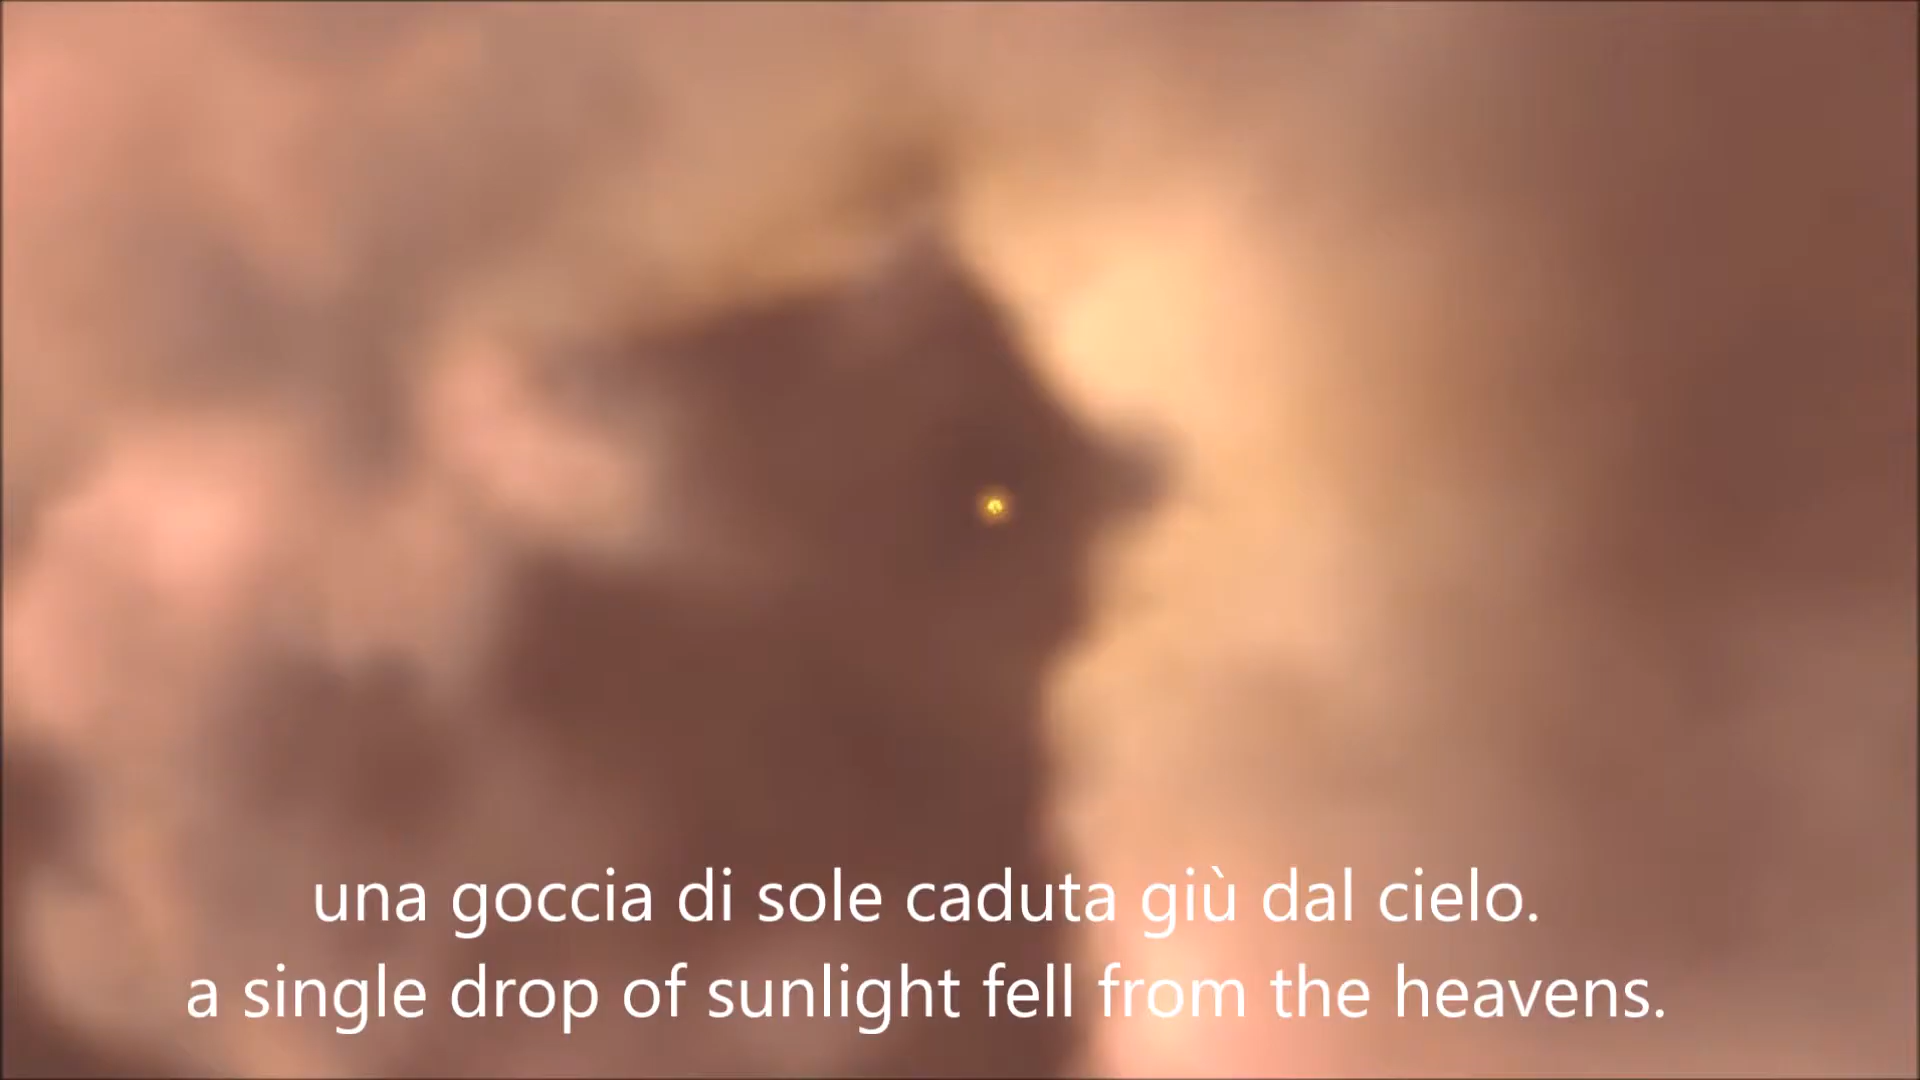 una goccia di sole caduta giù dal cielo.
a single drop of sunlight fell from the heavens.